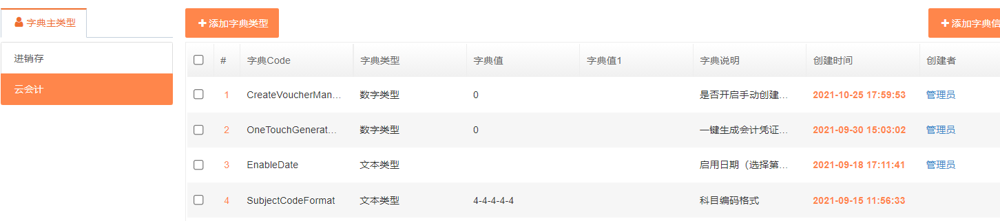 字典主类型
添加字典类型
添加字典信
进销存
云会计
# 字典Code 字典类型 字典值 字典值1 字典说明 创建时间 创建者
1 CreateVoucherMan... 数字类型 0 是否开启手动创建... 2021-10-25 17:59:53 管理员
2 OneTouchGenerat... 数字类型 0 一键生成会计凭证... 2021-09-30 15:03:02 管理员
3 EnableDate 文本类型 启用日期（选择第... 2021-09-18 17:11:41 管理员
4 SubjectCodeFormat 文本类型 4-4-4-4-4 科目编码格式 2021-09-15 11:56:33